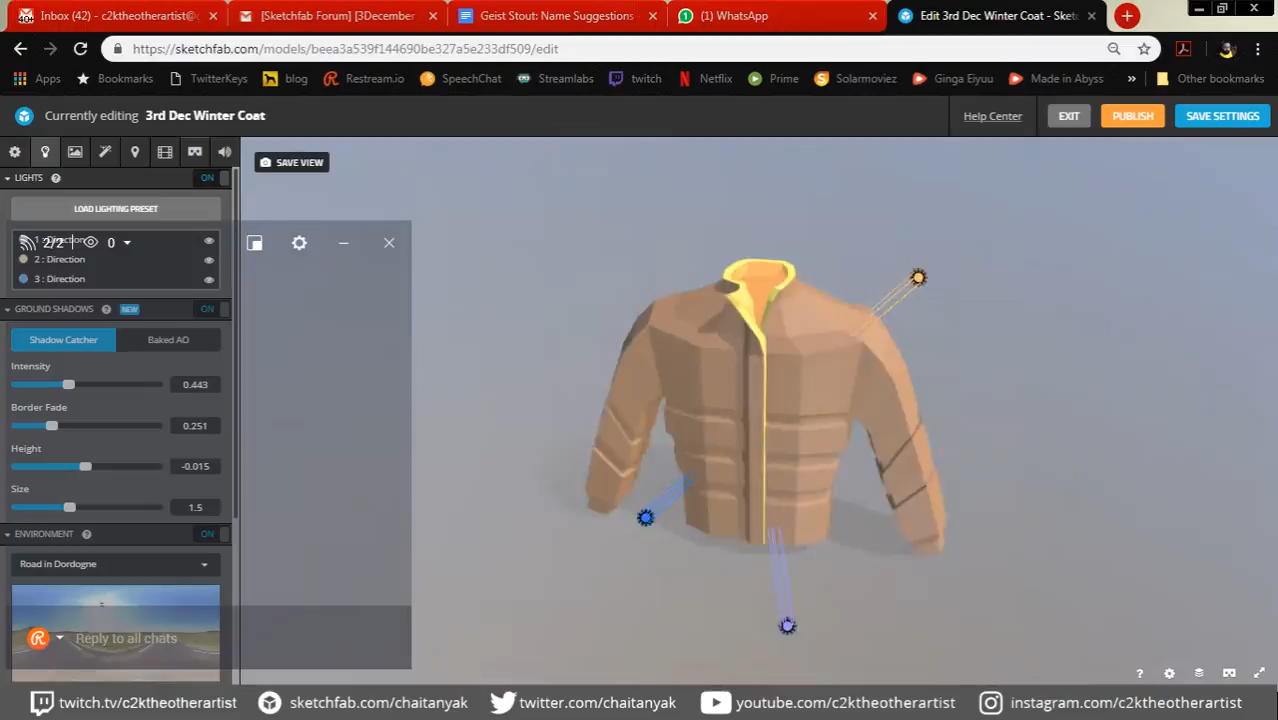 Inbox (42) - c2ktheotherartist@g
[Sketchfab Forum] [3December
Geist Stout: Name Suggestions
(1) WhatsApp
Edit 3rd Dec Winter Coat - Sketc
https://sketchfab.com/models/beea3a539f144690be327a5e233df509/edit
Apps
Bookmarks
TwitterKeys
blog
Restream.io
SpeechChat
Streamlabs
twitch
Netflix
Prime
Solarmoviez
Ginga Eiyuu
Made in Abyss
»
Other bookmarks
Currently editing 3rd Dec Winter Coat
Help Center
EXIT
PUBLISH
SAVE SETTINGS
SAVE VIEW
LIGHTS ?
ON
LOAD LIGHTING PRESET
1 : Direction
2/2
0
2 : Direction
3 : Direction
GROUND SHADOWS ? NEW
ON
Shadow Catcher
Baked AO
Intensity
0.443
Border Fade
0.251
Height
-0.015
Size
1.5
ENVIRONMENT ?
ON
Road in Dordogne
Reply to all chats
?
twitch.tv/c2ktheotherartist
sketchfab.com/chaitanyak
twitter.com/chaitanyak
youtube.com/c2ktheotherartist
instagram.com/c2ktheotherartist